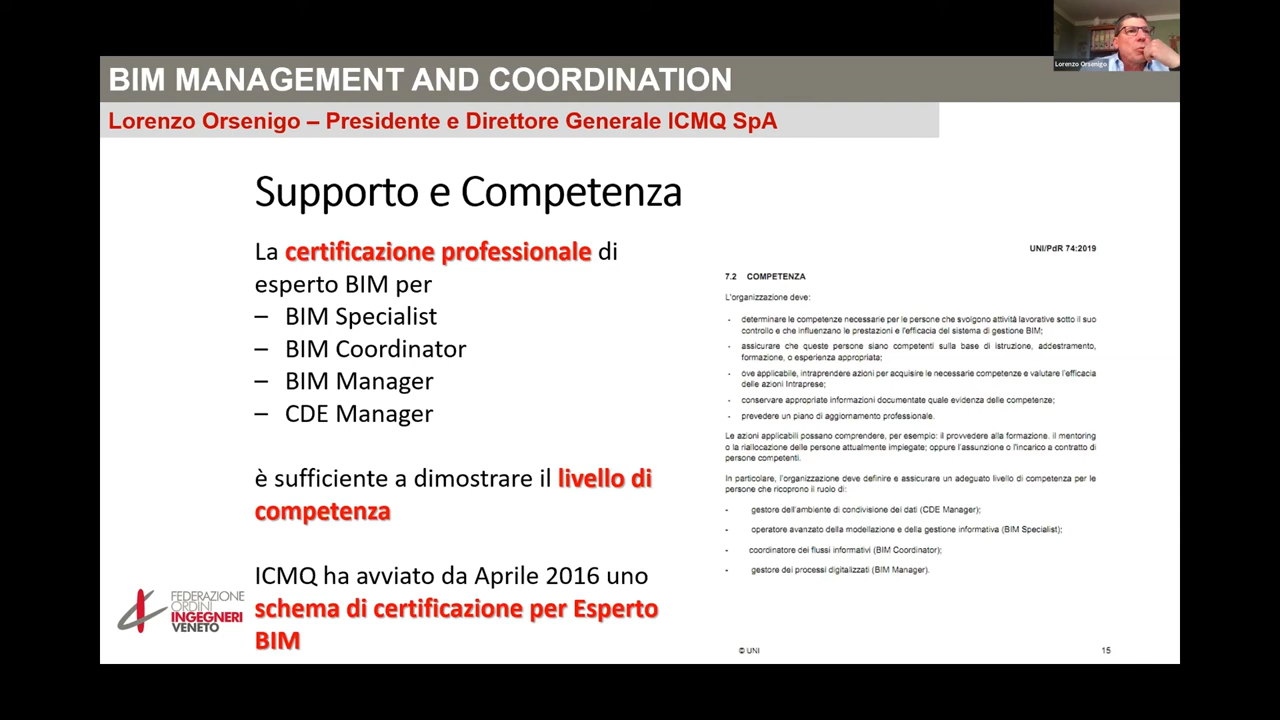 Lorenzo Orsenigo
BIM MANAGEMENT AND COORDINATION
Lorenzo Orsenigo – Presidente e Direttore Generale ICMQ SpA
Supporto e Competenza
La certificazione professionale di
esperto BIM per
– BIM Specialist
– BIM Coordinator
– BIM Manager
– CDE Manager
è sufficiente a dimostrare il livello di
competenza
ICMQ ha avviato da Aprile 2016 uno
schema di certificazione per Esperto
BIM
FEDERAZIONE
ORDINI
INGEGNERI
VENETO
UNI/PdR 74:2019
7.2 COMPETENZA
L'organizzazione deve:
- determinare le competenze necessarie per le persone che svolgono attività lavorative sotto il suo
controllo e che influenzano le prestazioni e l'efficacia del sistema di gestione BIM;
- assicurare che queste persone siano competenti sulla base di istruzione, addestramento,
formazione, o esperienza appropriata;
- ove applicabile, intraprendere azioni per acquisire le necessarie competenze e valutare l'efficacia
delle azioni Intraprese;
- conservare appropriate informazioni documentate quale evidenza delle competenze;
- prevedere un piano di aggiornamento professionale.
Le azioni applicabili possano comprendere, per esempio: il provvedere alla formazione. il mentoring
o la riallocazione delle persone attualmente impiegate; oppure l'assunzione o l'incarico a contratto di
persone competenti.
In particolare, l'organizzazione deve definire e assicurare un adeguato livello di competenza per le
persone che ricoprono il ruolo di:
- gestore dell'ambiente di condivisione dei dati (CDE Manager);
- operatore avanzato della modellazione e della gestione informativa (BIM Specialist);
- coordinatore dei flussi informativi (BIM Coordinator);
- gestore dei processi digitalizzati (BIM Manager).
© UNI
15